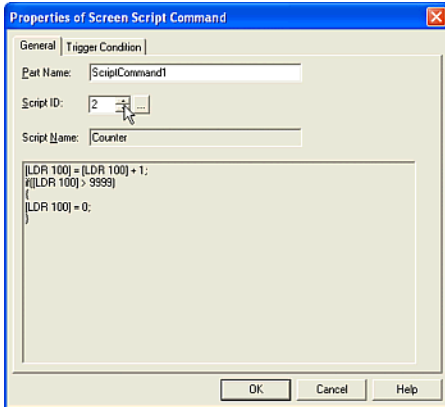 Properties of Screen Script Command
General Trigger Condition
Part Name: ScriptCommand1
Script ID: 2 ...
Script Name: Counter
[LDR 100] = [LDR 100] + 1;
if([LDR 100] > 9999)
{
[LDR 100] = 0;
}
OK Cancel Help